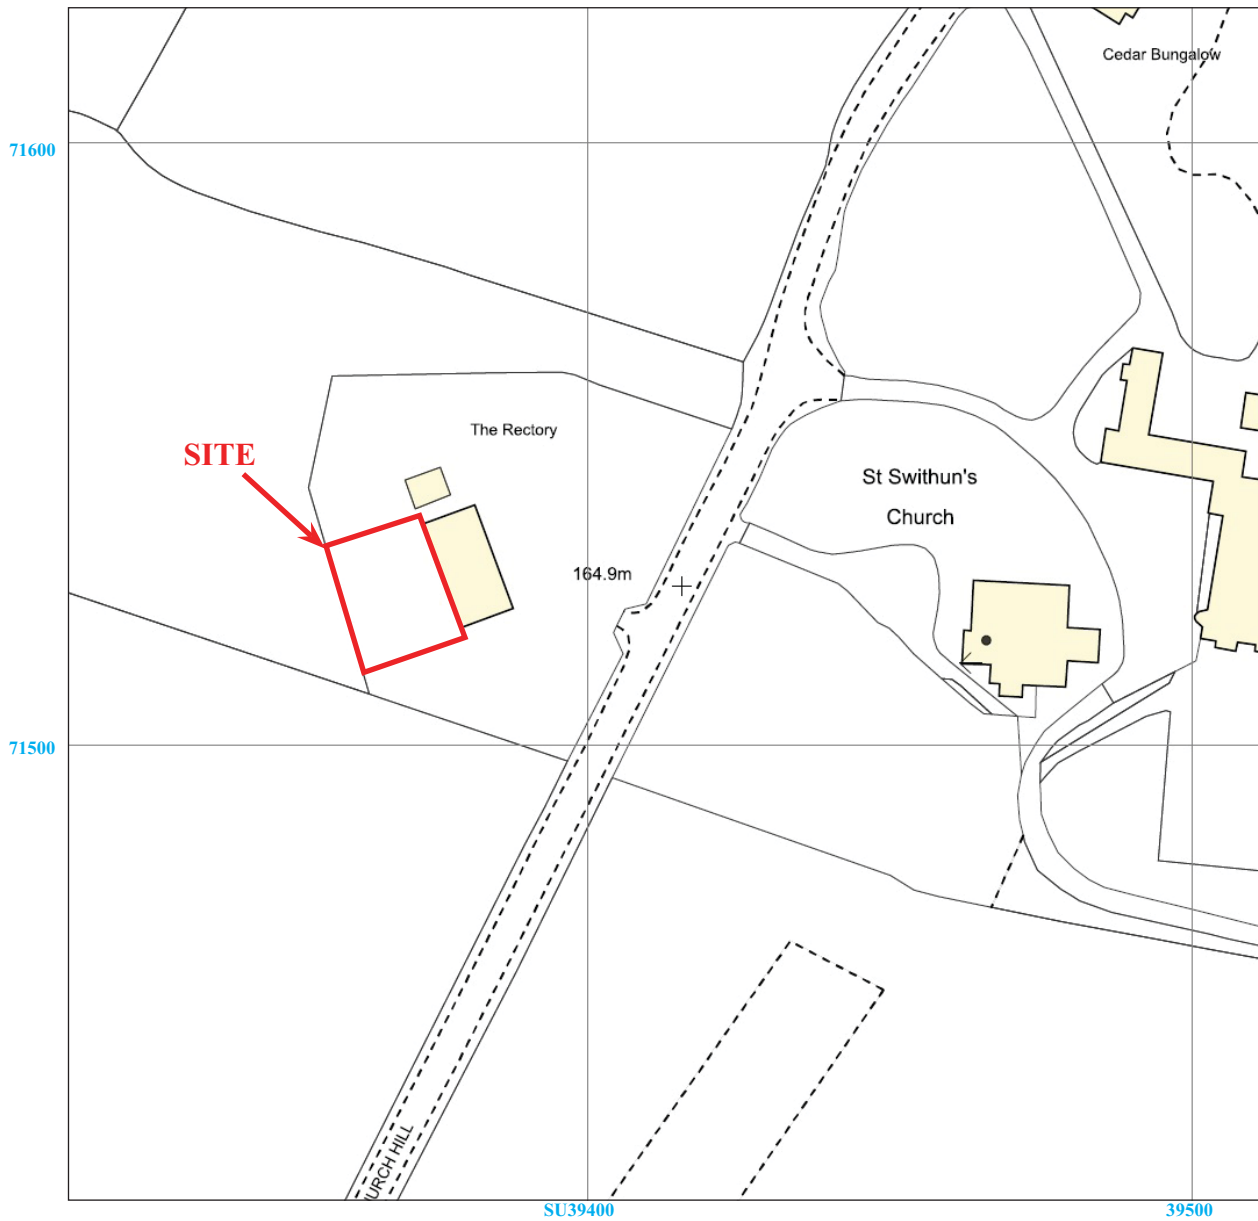 Cedar Bungalow
71600
The Rectory
SITE
St Swithun's
Church
164.9m
71500
URCH HILL
SU39400
39500